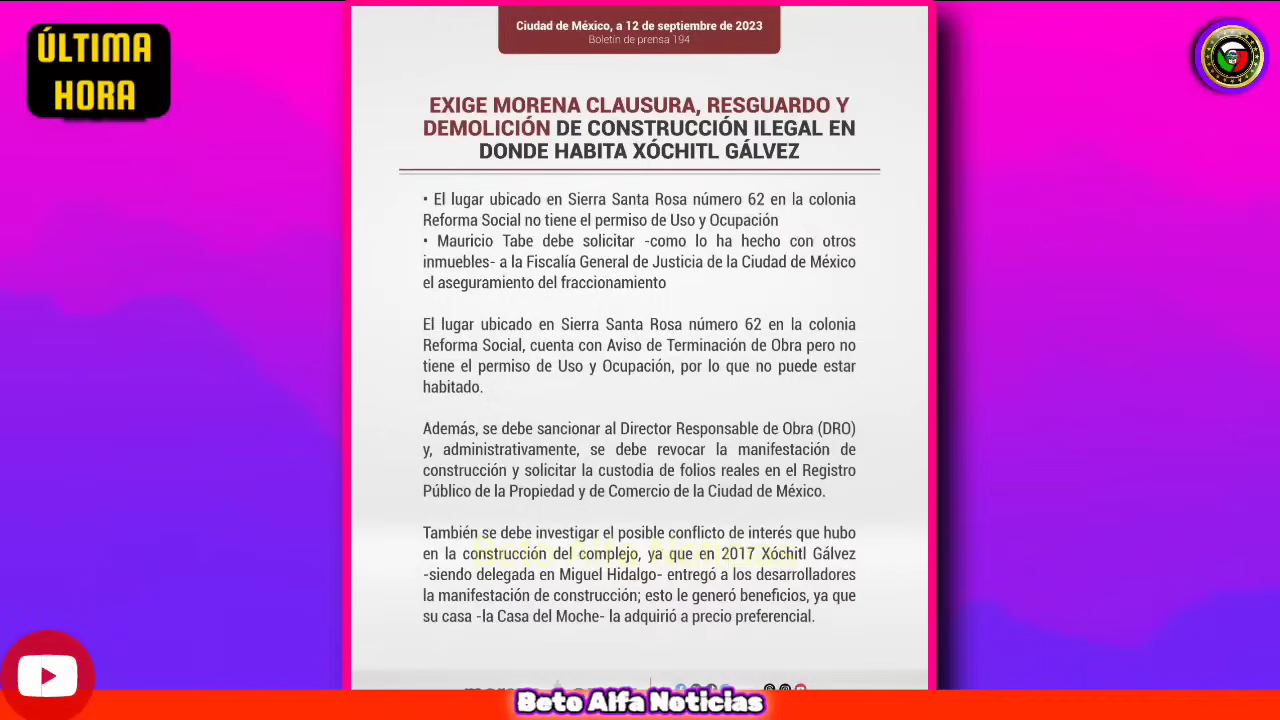 ÚLTIMA
HORA
Ciudad de México, a 12 de septiembre de 2023
Boletín de prensa 194
EXIGE MORENA CLAUSURA, RESGUARDO Y
DEMOLICIÓN DE CONSTRUCCIÓN ILEGAL EN
DONDE HABITA XÓCHITL GÁLVEZ
• El lugar ubicado en Sierra Santa Rosa número 62 en la colonia
Reforma Social no tiene el permiso de Uso y Ocupación
• Mauricio Tabe debe solicitar -como lo ha hecho con otros
inmuebles- a la Fiscalía General de Justicia de la Ciudad de México
el aseguramiento del fraccionamiento
El lugar ubicado en Sierra Santa Rosa número 62 en la colonia
Reforma Social, cuenta con Aviso de Terminación de Obra pero no
tiene el permiso de Uso y Ocupación, por lo que no puede estar
habitado.
Además, se debe sancionar al Director Responsable de Obra (DRO)
y, administrativamente, se debe revocar la manifestación de
construcción y solicitar la custodia de folios reales en el Registro
Público de la Propiedad y de Comercio de la Ciudad de México.
También se debe investigar el posible conflicto de interés que hubo
en la construcción del complejo, ya que en 2017 Xóchitl Gálvez
-siendo delegada en Miguel Hidalgo- entregó a los desarrolladores
la manifestación de construcción; esto le generó beneficios, ya que
su casa -la Casa del Moche- la adquirió a precio preferencial.
Beto Alfa Noticias